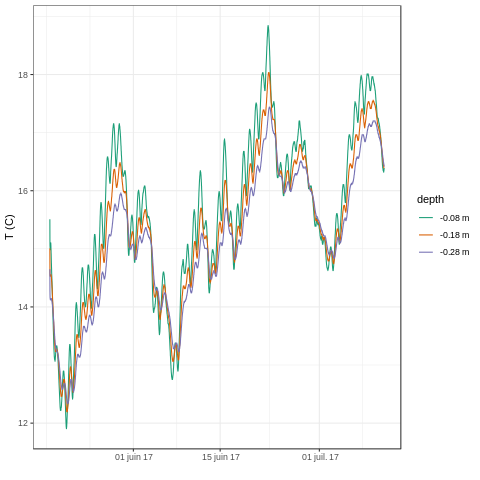 T (C)
18
16
14
12
01 juin 17
15 juin 17
01 juil. 17
depth
-0.08 m
-0.18 m
-0.28 m